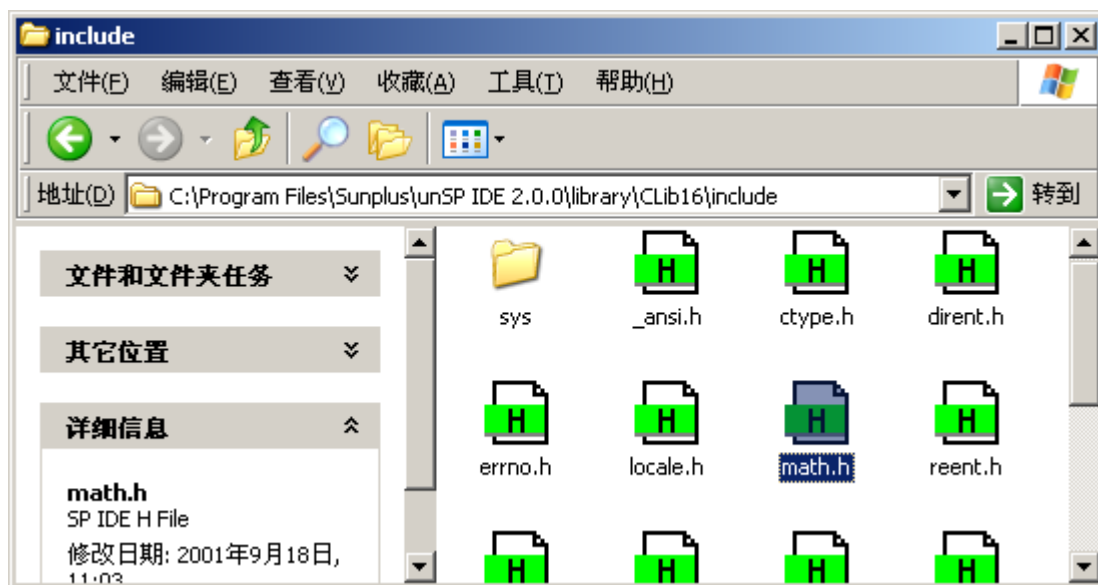 include
文件(F) 编辑(E) 查看(V) 收藏(A) 工具(T) 帮助(H)
地址(D) C:\Program Files\Sunplus\unSP IDE 2.0.0\library\CLib16\include 转到
文件和文件夹任务
其它位置
详细信息
math.h
SP IDE H File
修改日期: 2001年9月18日,
11:03
H H H
sys _ansi.h ctype.h dirent.h
H H H H
errno.h locale.h math.h reent.h
H H H H